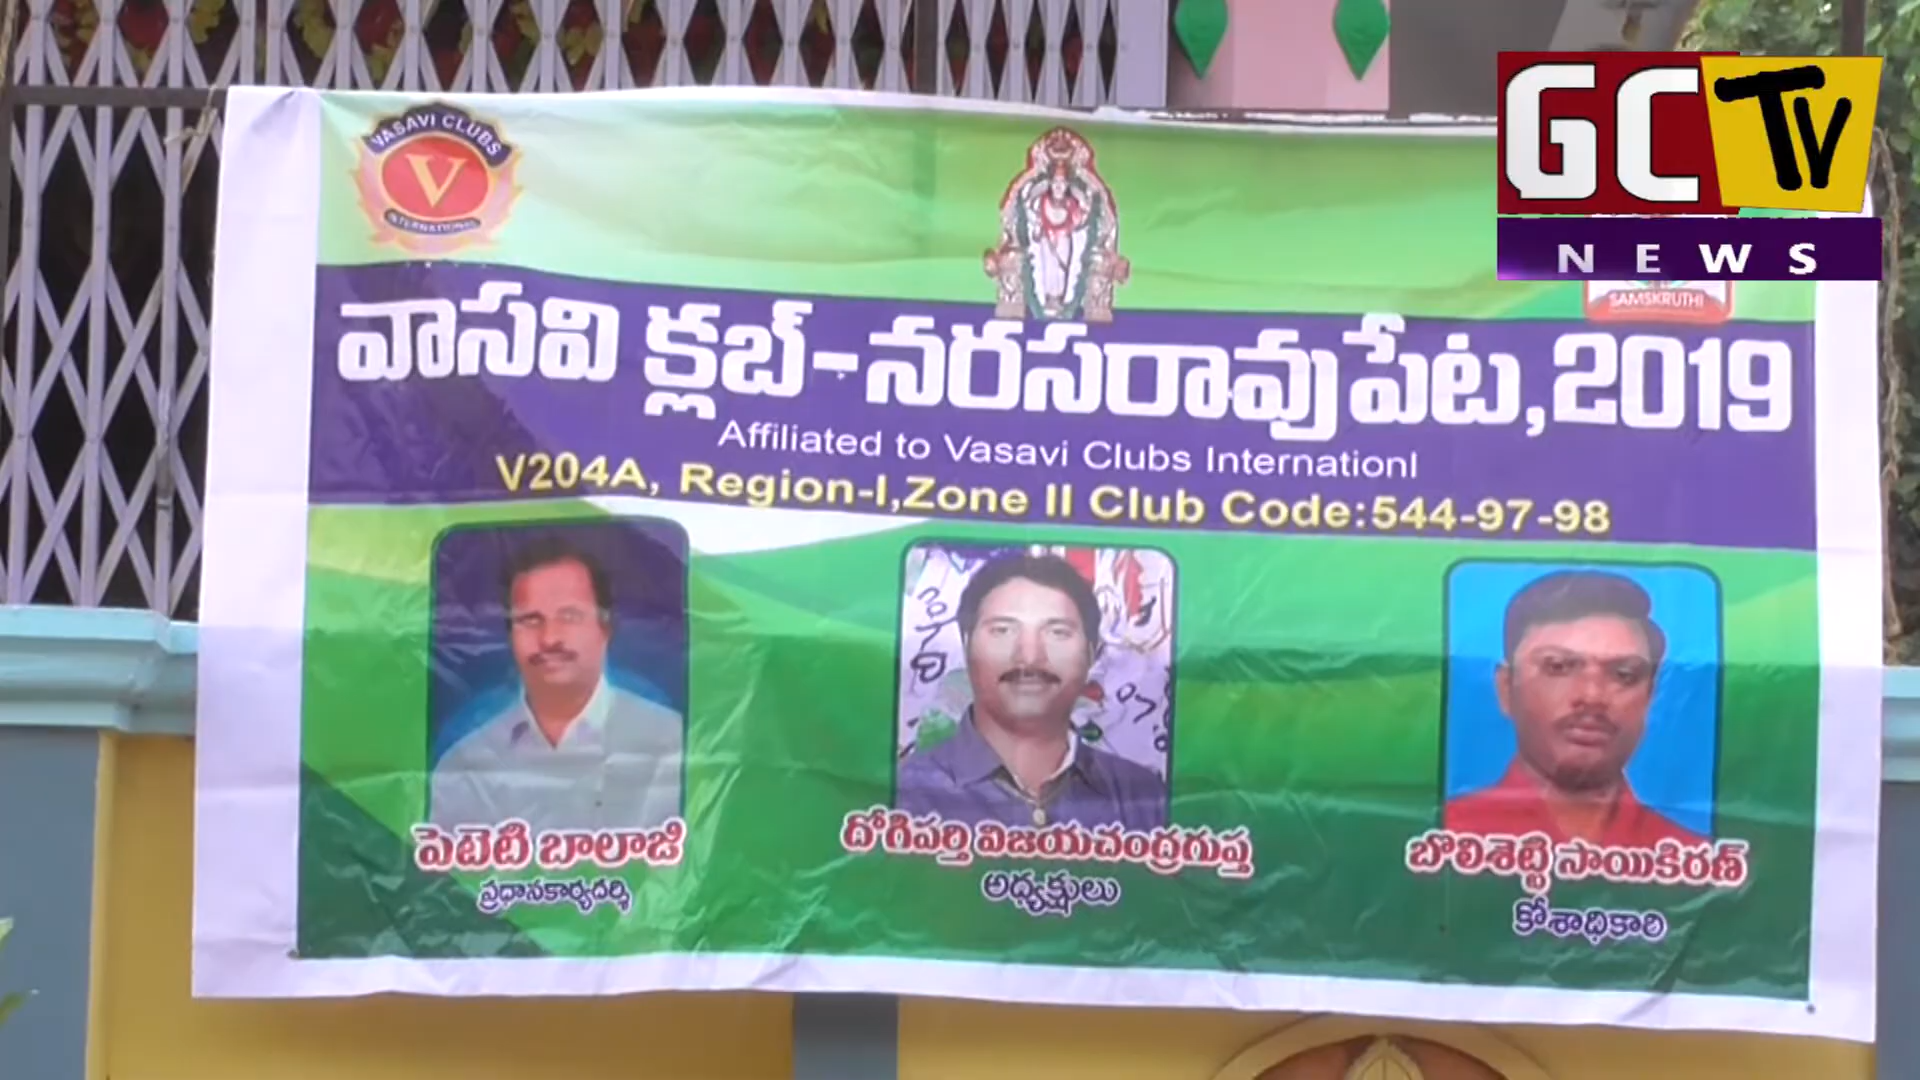 VASAVI CLUBS
V
INTERNATIONAL
GC TV
NEWS
SAMSKRUTHI
వాసవి క్లబ్-నరసరావుపేట,2019
Affiliated to Vasavi Clubs Internationl
V204A, Region-I,Zone II Club Code:544-97-98
పెటేటి బాలాజి
ప్రధానకార్యదర్శి
దోగిపర్తి విజయచంద్రగుప్త
అధ్యక్షులు
బొలిశెట్టి సాయికిరణ్
కోశాధికారి